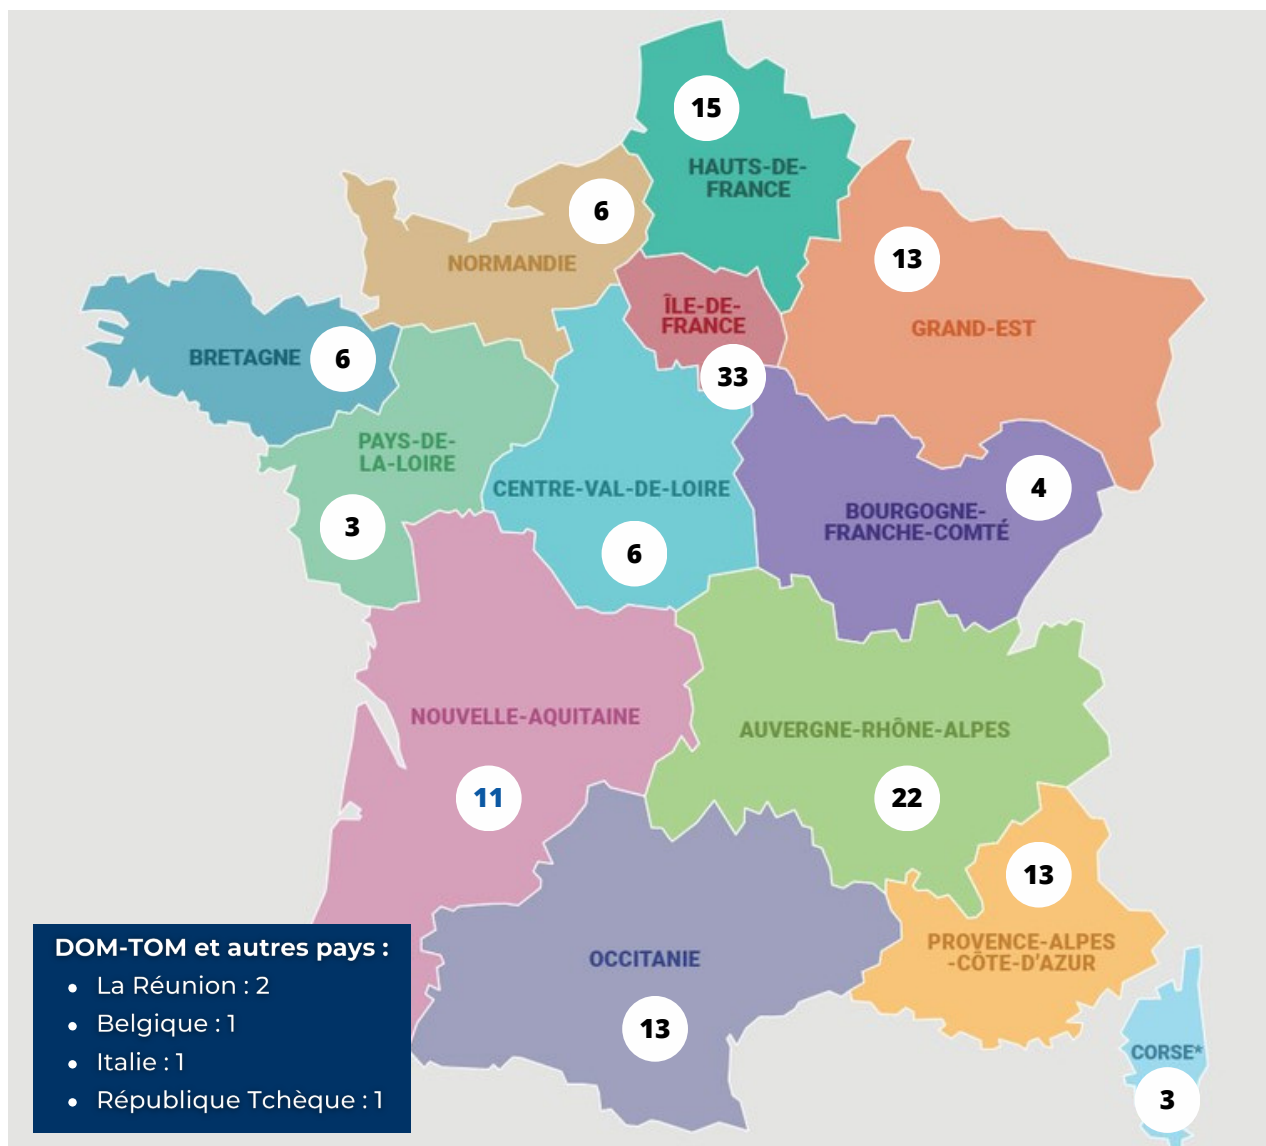 15
HAUTS-DE-
FRANCE
6
NORMANDIE
13
GRAND-EST
ÎLE-DE-
FRANCE
33
BRETAGNE
6
PAYS-DE-
LA-LOIRE
3
CENTRE-VAL-DE-LOIRE
6
BOURGOGNE-
FRANCHE-COMTÉ
4
NOUVELLE-AQUITAINE
11
AUVERGNE-RHÔNE-ALPES
22
13
PROVENCE-ALPES
-CÔTE-D'AZUR
OCCITANIE
13
CORSE*
3
DOM-TOM et autres pays :
• La Réunion : 2
• Belgique : 1
• Italie : 1
• République Tchèque : 1